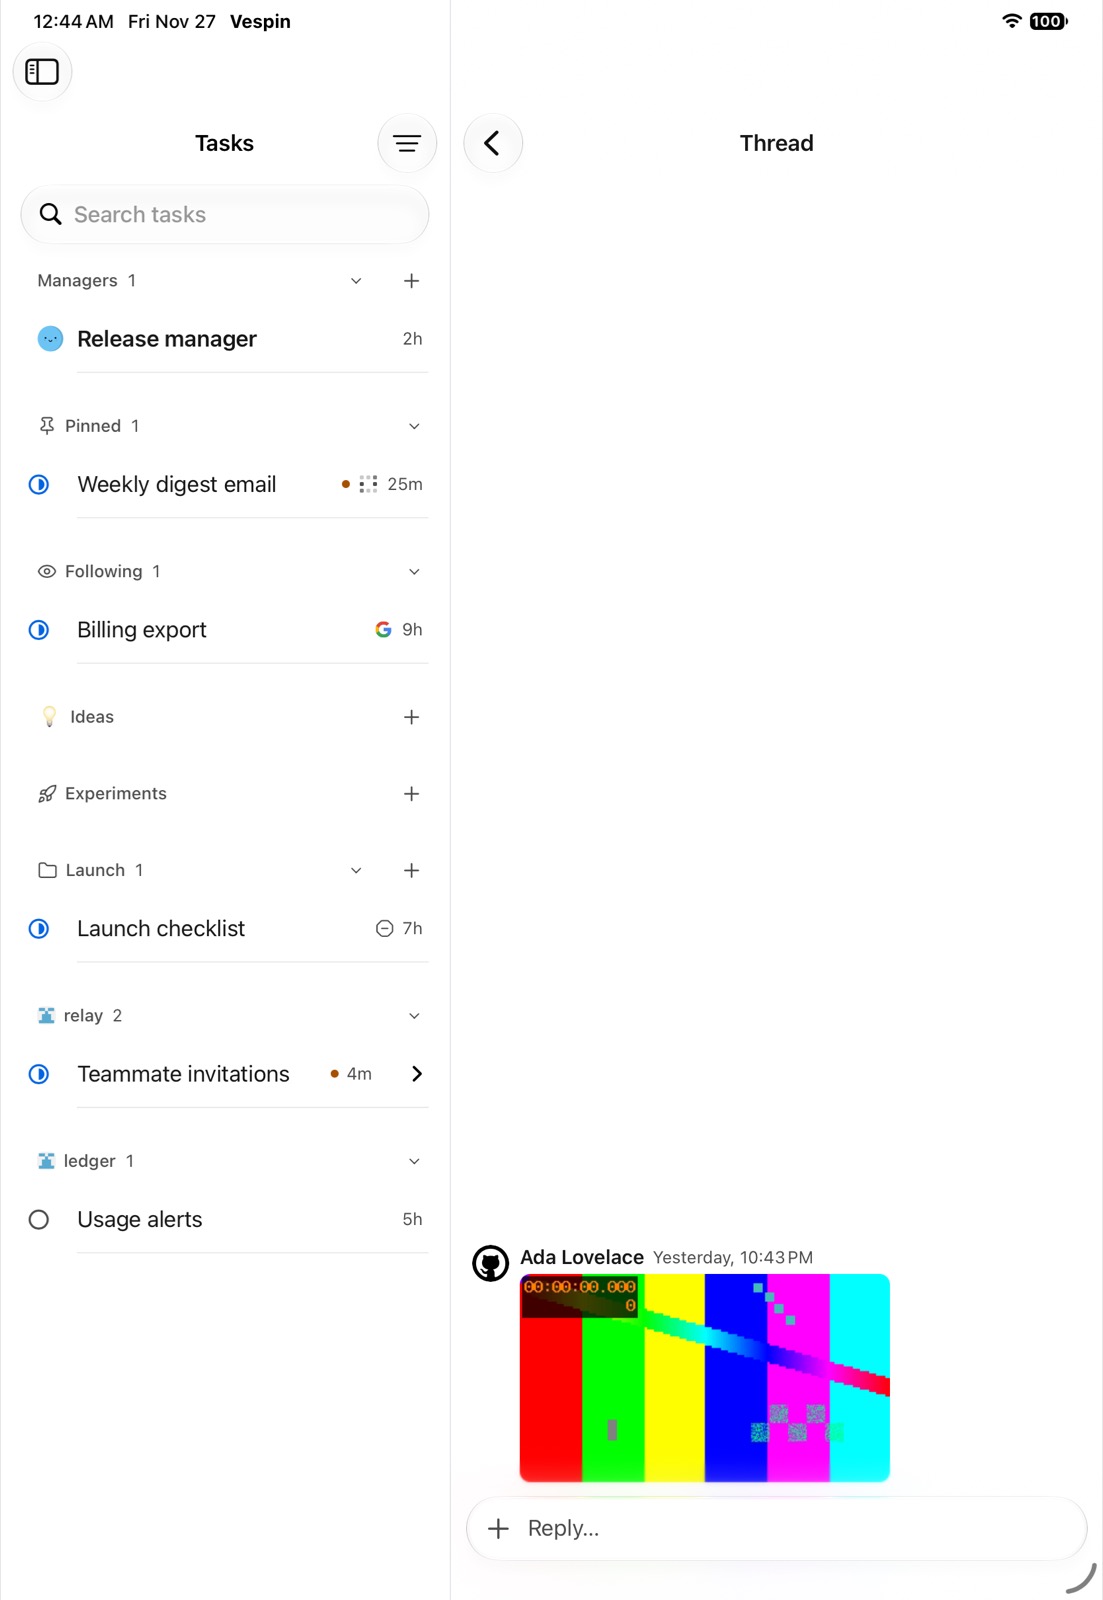 12:44 AM Fri Nov 27 Vespin
100
Tasks
Search tasks
Managers 1
Release manager 2h
Pinned 1
Weekly digest email 25m
Following 1
Billing export 9h
Ideas
Experiments
Launch 1
Launch checklist 7h
relay 2
Teammate invitations 4m
ledger 1
Usage alerts 5h
Thread
Ada Lovelace Yesterday, 10:43 PM
00:00:00.000
0
Reply...